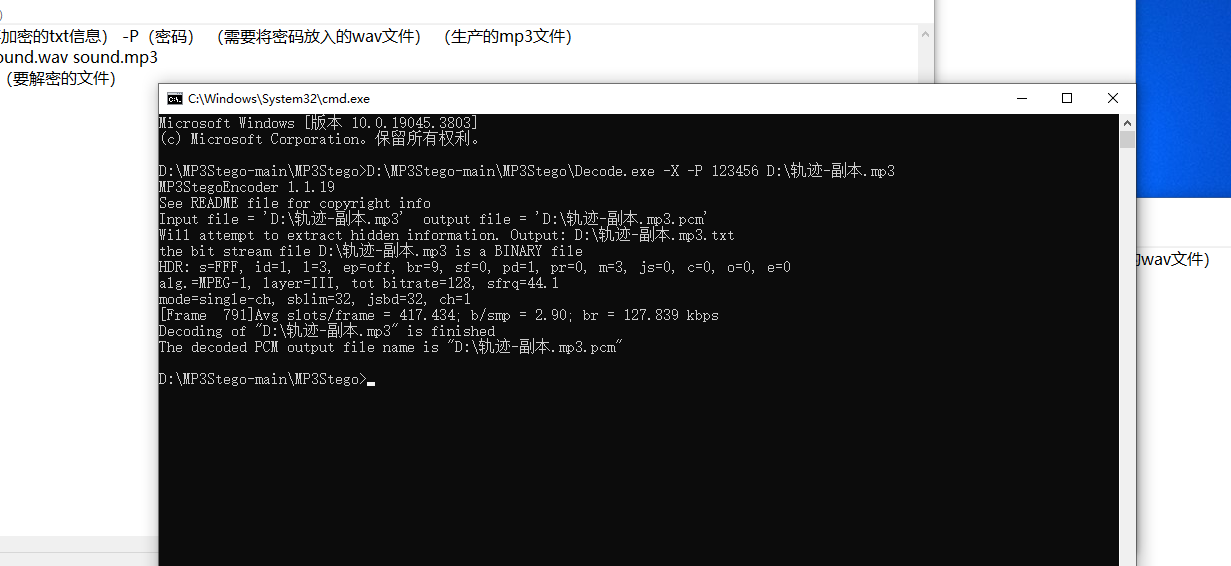 )
加密的txt信息） -P（密码） （需要将密码放入的wav文件） （生产的mp3文件）
ound.wav sound.mp3
（要解密的文件）
C:\Windows\System32\cmd.exe
Microsoft Windows [版本 10.0.19045.3803]
(c) Microsoft Corporation。保留所有权利。
D:\MP3Stego-main\MP3Stego>D:\MP3Stego-main\MP3Stego\Decode.exe -X -P 123456 D:\轨迹-副本.mp3
MP3StegoEncoder 1.1.19
See README file for copyright info
Input file = 'D:\轨迹-副本.mp3'  output file = 'D:\轨迹-副本.mp3.pcm'
Will attempt to extract hidden information. Output: D:\轨迹-副本.mp3.txt
the bit stream file D:\轨迹-副本.mp3 is a BINARY file
HDR: s=FFF, id=1, l=3, ep=off, br=9, sf=0, pd=1, pr=0, m=3, js=0, c=0, o=0, e=0
alg.=MPEG-1, layer=III, tot bitrate=128, sfrq=44.1
mode=single-ch, sblim=32, jsbd=32, ch=1
[Frame  791]Avg slots/frame = 417.434; b/smp = 2.90; br = 127.839 kbps
Decoding of "D:\轨迹-副本.mp3" is finished
The decoded PCM output file name is "D:\轨迹-副本.mp3.pcm"
D:\MP3Stego-main\MP3Stego>
wav文件）